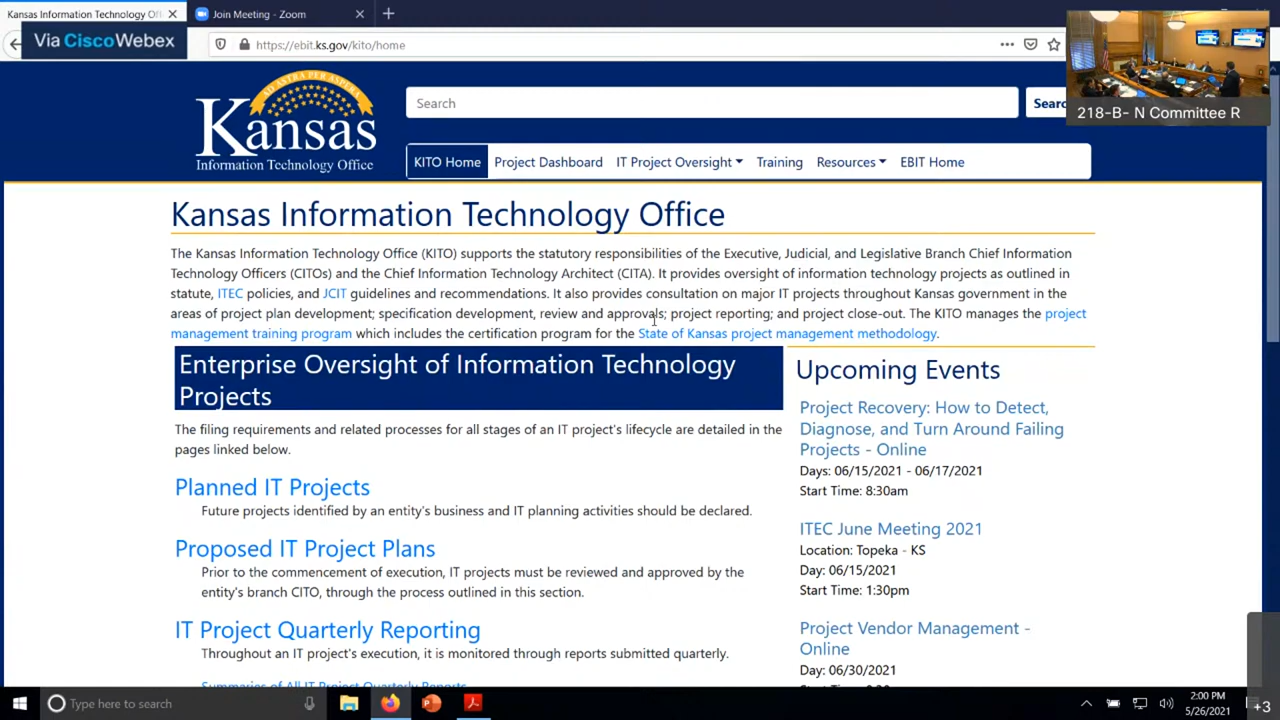 Kansas Information Technology Offi
Join Meeting - Zoom
Via CiscoWebex
https://ebit.ks.gov/kito/home
218-B- N Committee R
AD ASTRA PER ASPERA
Kansas
Information Technology Office
Search
Searc
KITO Home
Project Dashboard
IT Project Oversight
Training
Resources
EBIT Home
Kansas Information Technology Office
The Kansas Information Technology Office (KITO) supports the statutory responsibilities of the Executive, Judicial, and Legislative Branch Chief Information
Technology Officers (CITOs) and the Chief Information Technology Architect (CITA). It provides oversight of information technology projects as outlined in
statute, ITEC policies, and JCIT guidelines and recommendations. It also provides consultation on major IT projects throughout Kansas government in the
areas of project plan development; specification development, review and approvals; project reporting; and project close-out. The KITO manages the project
management training program which includes the certification program for the State of Kansas project management methodology.
Enterprise Oversight of Information Technology
Projects
The filing requirements and related processes for all stages of an IT project's lifecycle are detailed in the
pages linked below.
Planned IT Projects
Future projects identified by an entity's business and IT planning activities should be declared.
Proposed IT Project Plans
Prior to the commencement of execution, IT projects must be reviewed and approved by the
entity's branch CITO, through the process outlined in this section.
IT Project Quarterly Reporting
Throughout an IT project's execution, it is monitored through reports submitted quarterly.
Summaries of All IT Project Quarterly Reports
Upcoming Events
Project Recovery: How to Detect,
Diagnose, and Turn Around Failing
Projects - Online
Days: 06/15/2021 - 06/17/2021
Start Time: 8:30am
ITEC June Meeting 2021
Location: Topeka - KS
Day: 06/15/2021
Start Time: 1:30pm
Project Vendor Management -
Online
Day: 06/30/2021
Type here to search
2:00 PM
5/26/2021
+3